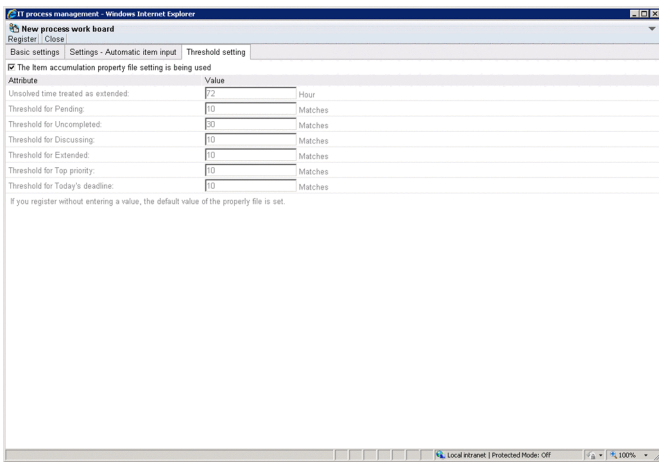 IT process management - Windows Internet Explorer
New process work board
Register Close
Basic settings Settings - Automatic item input Threshold setting
The Item accumulation property file setting is being used
Attribute Value
Unsolved time treated as extended: 72 Hour
Threshold for Pending: 10 Matches
Threshold for Uncompleted: 30 Matches
Threshold for Discussing: 10 Matches
Threshold for Extended: 10 Matches
Threshold for Top priority: 10 Matches
Threshold for Today's deadline: 10 Matches
If you register without entering a value, the default value of the properly file is set.
Local intranet | Protected Mode: Off 100%